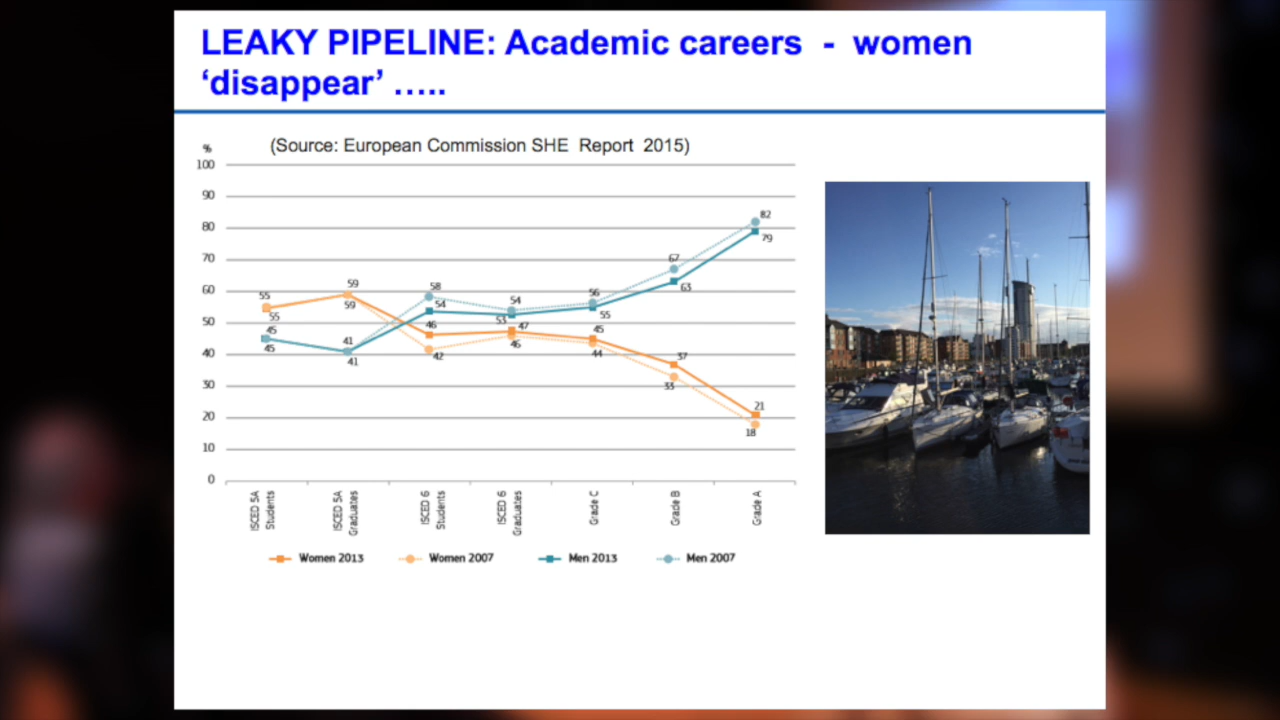 LEAKY PIPELINE: Academic careers - women
‘disappear’ …..
(Source: European Commission SHE Report 2015)
%
100
90
80
70
60
50
40
30
20
10
0
55
55
45
45
59
59
41
41
58
54
46
42
54
53
47
46
56
55
45
44
67
63
37
33
82
79
21
18
ISCED 5A
Students
ISCED 5A
Graduates
ISCED 6
Students
ISCED 6
Graduates
Grade C
Grade B
Grade A
Women 2013 Women 2007 Men 2013 Men 2007